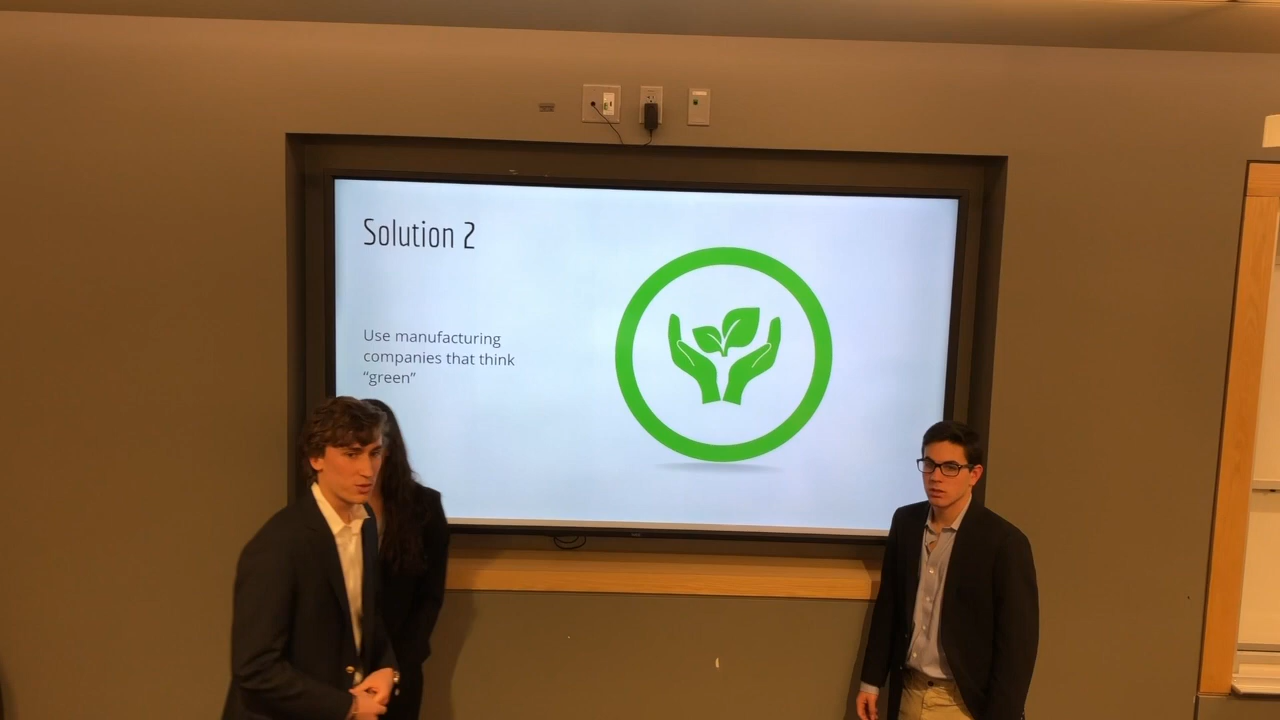 Solution 2
Use manufacturing
companies that think
“green”